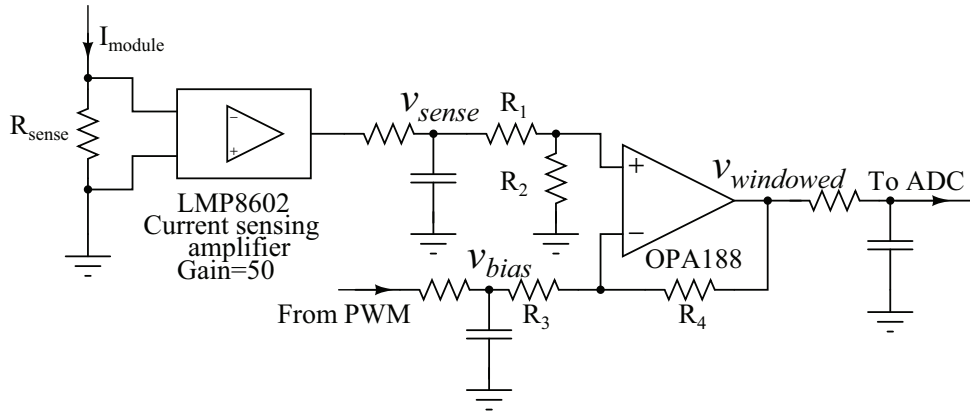 I_module
R_sense
−
+
LMP8602
Current sensing
amplifier
Gain=50
v_sense
R_1
R_2
+
−
OPA188
v_windowed
To ADC
v_bias
From PWM
R_3
R_4